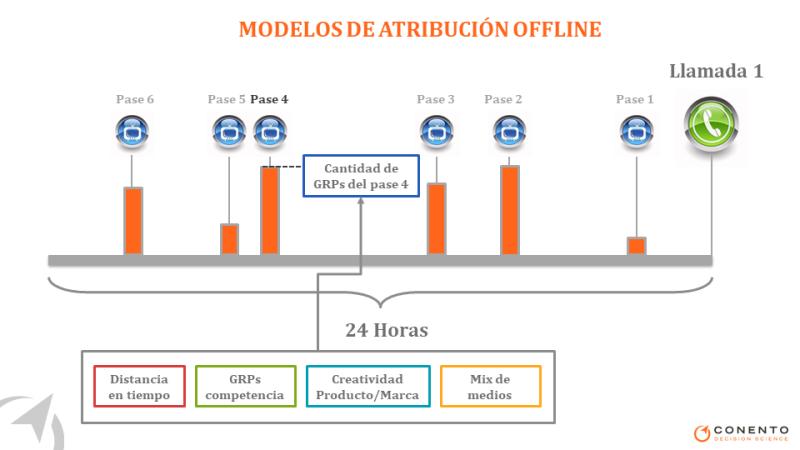 MODELOS DE ATRIBUCIÓN OFFLINE
Llamada 1
Pase 6
Pase 5
Pase 4
Pase 3
Pase 2
Pase 1
Cantidad de
GRPs del pase 4
24 Horas
Distancia
en tiempo
GRPs
competencia
Creatividad
Producto/Marca
Mix de
medios
CONENTO
DECISION SCIENCE